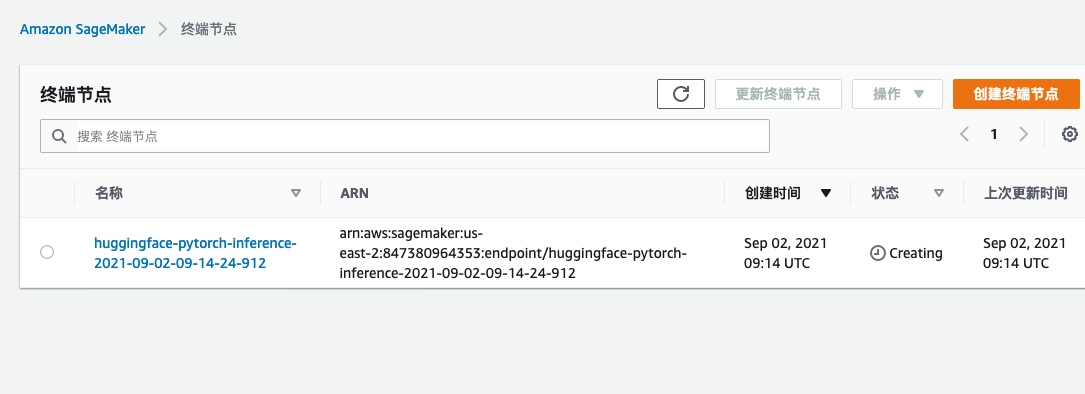 Amazon SageMaker > 终端节点
终端节点
更新终端节点
操作
创建终端节点
搜索 终端节点
1
名称 ARN 创建时间 状态 上次更新时间
huggingface-pytorch-inference-
2021-09-02-09-14-24-912
arn:aws:sagemaker:us-
east-2:847380964353:endpoint/huggingface-pytorch-
inference-2021-09-02-09-14-24-912
Sep 02, 2021
09:14 UTC
Creating
Sep 02, 2021
09:14 UTC